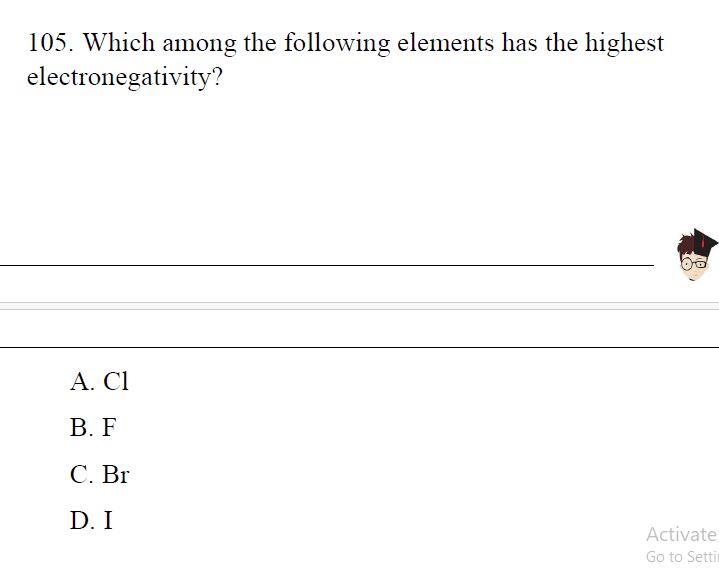 105. Which among the following elements has the highest
electronegativity?
A. Cl
B. F
C. Br
D. I
Activate
Go to Setti